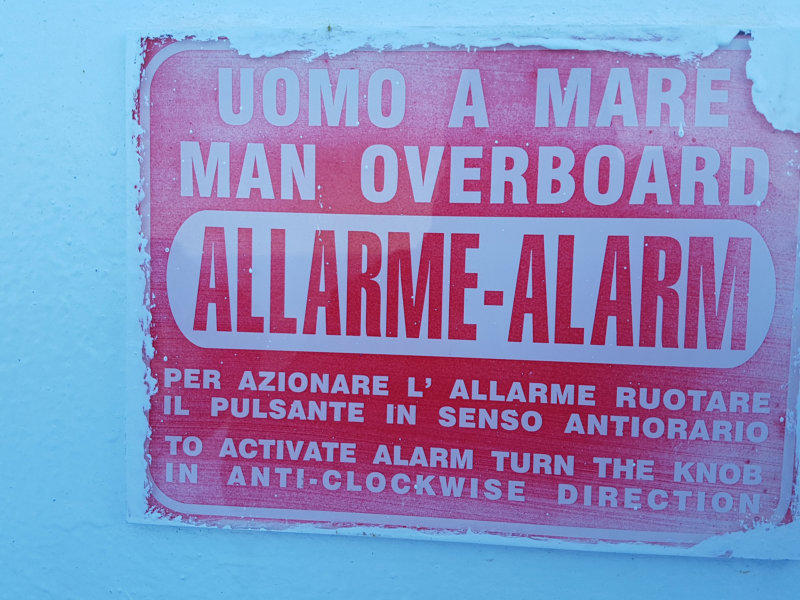 UOMO A MARE
MAN OVERBOARD
ALLARME-ALARM
PER AZIONARE L' ALLARME RUOTARE
IL PULSANTE IN SENSO ANTIORARIO
TO ACTIVATE ALARM TURN THE KNOB
IN ANTI-CLOCKWISE DIRECTION